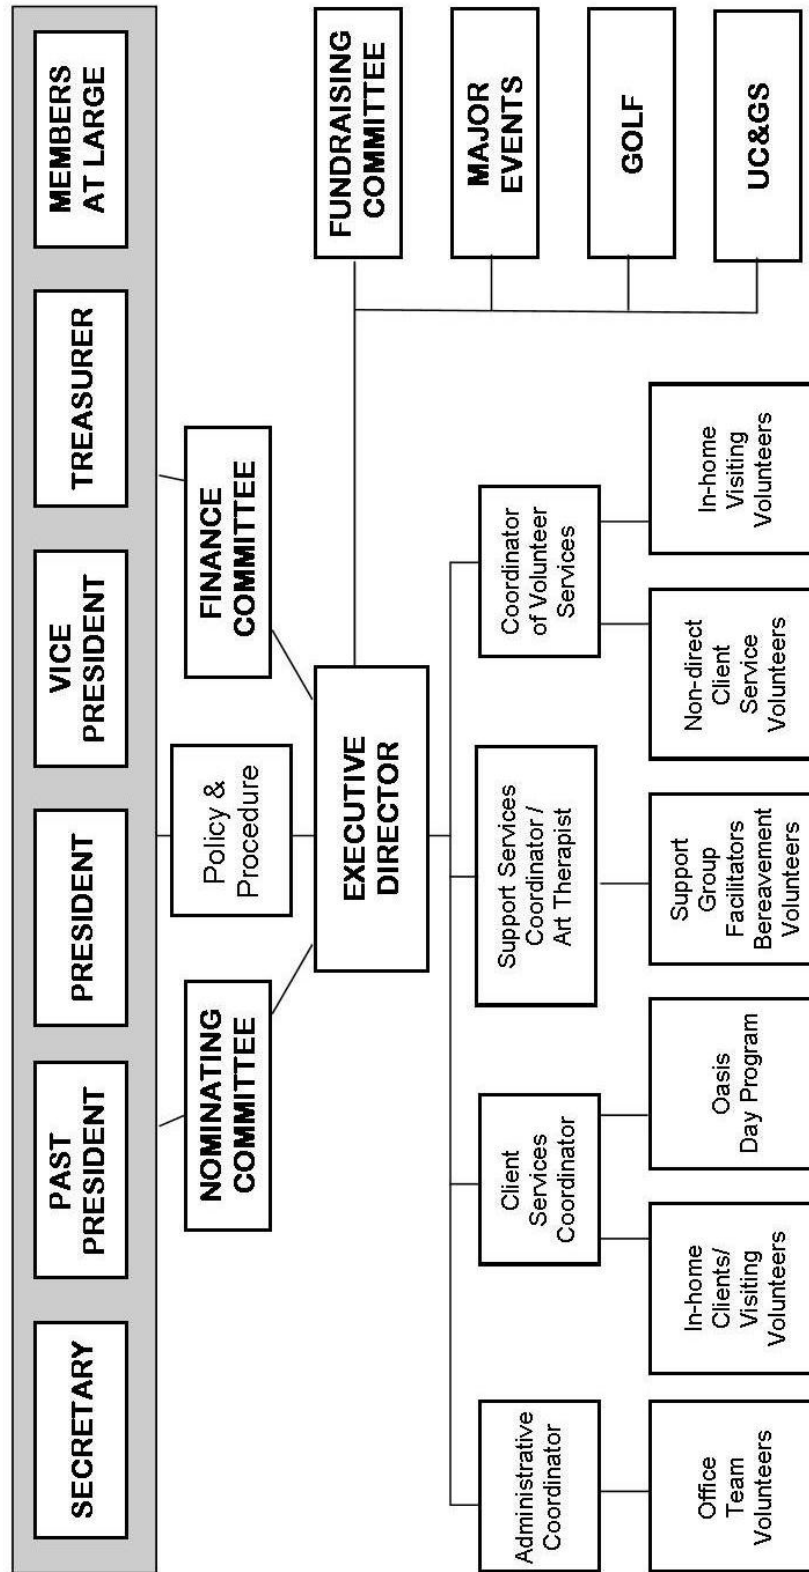 SECRETARY
PAST
PRESIDENT
PRESIDENT
VICE
PRESIDENT
TREASURER
MEMBERS
AT LARGE
NOMINATING
COMMITTEE
Policy &
Procedure
FINANCE
COMMITTEE
EXECUTIVE
DIRECTOR
FUNDRAISING
COMMITTEE
MAJOR
EVENTS
GOLF
UC&GS
Administrative
Coordinator
Client
Services
Coordinator
Support Services
Coordinator /
Art Therapist
Coordinator
of Volunteer
Services
Office
Team
Volunteers
In-home
Clients/
Visiting
Volunteers
Oasis
Day Program
Support
Group
Facilitators
Bereavement
Volunteers
Non-direct
Client
Service
Volunteers
In-home
Visiting
Volunteers